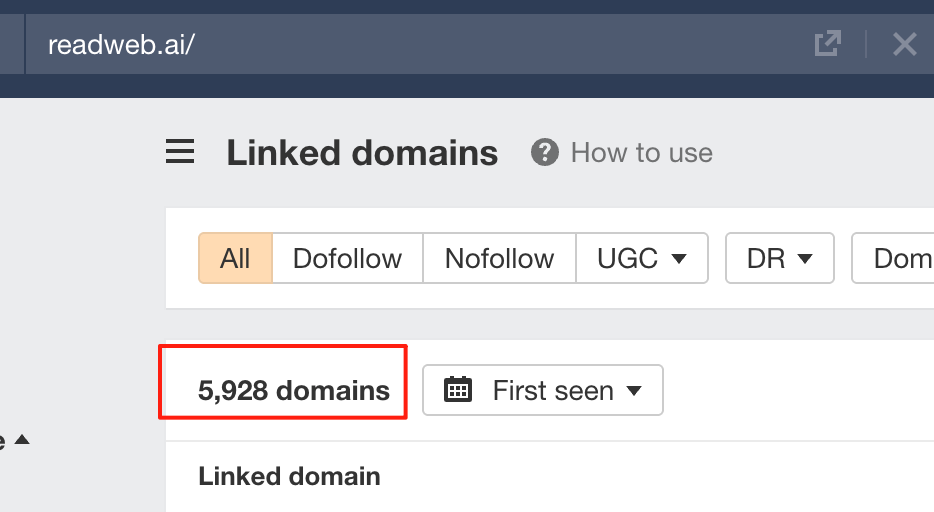 readweb.ai/
Linked domains ? How to use
All Dofollow Nofollow UGC DR Dom
5,928 domains First seen
e
Linked domain